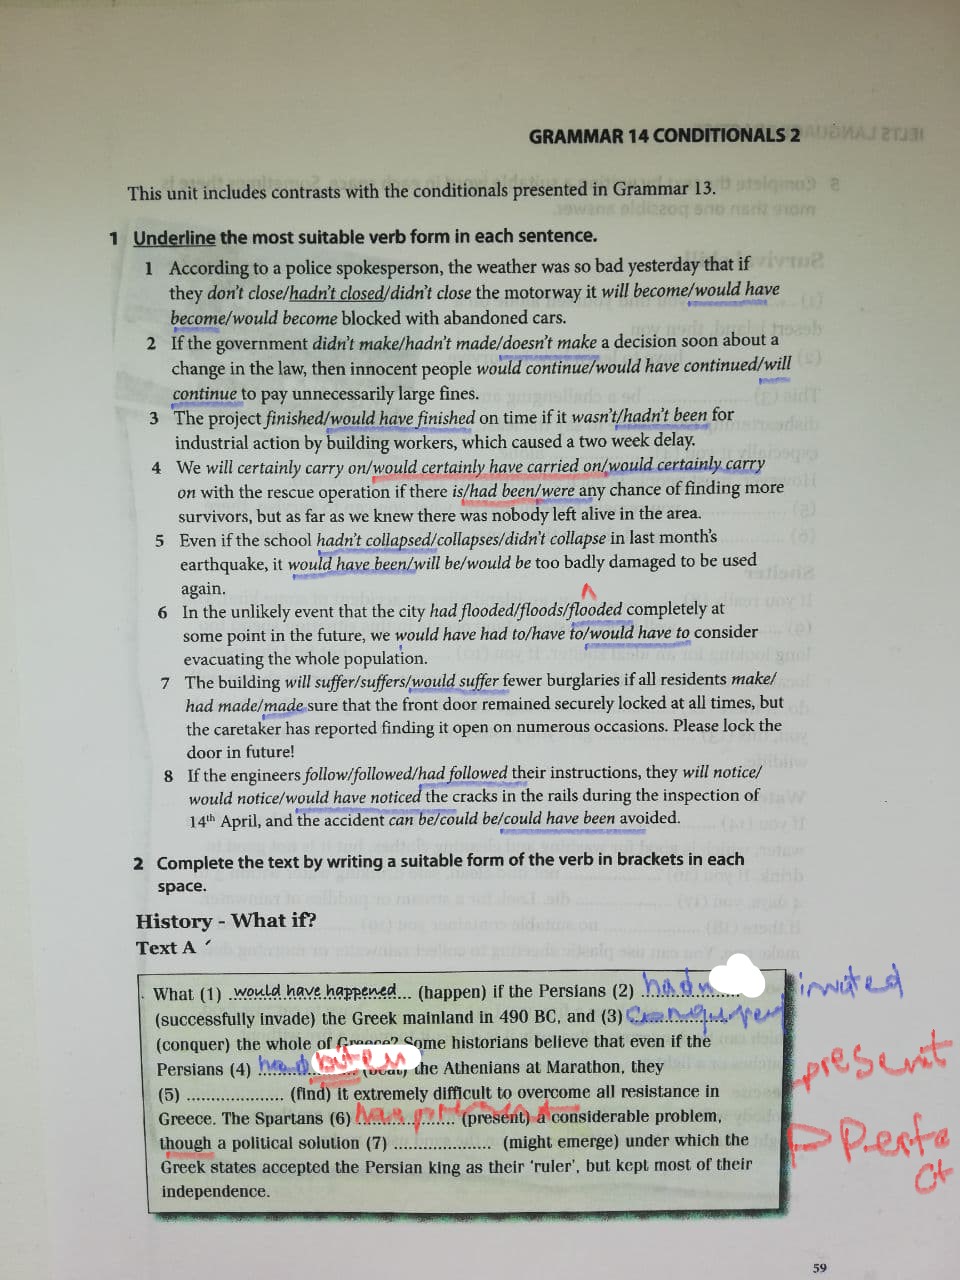 GRAMMAR 14 CONDITIONALS 2
This unit includes contrasts with the conditionals presented in Grammar 13.
1 Underline the most suitable verb form in each sentence.
1 According to a police spokesperson, the weather was so bad yesterday that if
they don't close/hadn't closed/didn't close the motorway it will become/would have
become/would become blocked with abandoned cars.
2 If the government didn't make/hadn't made/doesn't make a decision soon about a
change in the law, then innocent people would continue/would have continued/will
continue to pay unnecessarily large fines.
3 The project finished/would have finished on time if it wasn't/hadn't been for
industrial action by building workers, which caused a two week delay.
4 We will certainly carry on/would certainly have carried on/would certainly carry
on with the rescue operation if there is/had been/were any chance of finding more
survivors, but as far as we knew there was nobody left alive in the area.
5 Even if the school hadn't collapsed/collapses/didn't collapse in last month's
earthquake, it would have been/will be/would be too badly damaged to be used
again.
6 In the unlikely event that the city had flooded/floods/flooded completely at
some point in the future, we would have had to/have to/would have to consider
evacuating the whole population.
7 The building will suffer/suffers/would suffer fewer burglaries if all residents make/
had made/made sure that the front door remained securely locked at all times, but
the caretaker has reported finding it open on numerous occasions. Please lock the
door in future!
8 If the engineers follow/followed/had followed their instructions, they will notice/
would notice/would have noticed the cracks in the rails during the inspection of
14th April, and the accident can be/could be/could have been avoided.
2 Complete the text by writing a suitable form of the verb in brackets in each
space.
History - What if?
Text A
What (1) would have happened (happen) if the Persians (2) had
(successfully invade) the Greek mainland in 490 BC, and (3) conquered
(conquer) the whole of Greece? Some historians believe that even if the
Persians (4) had (beat) the Athenians at Marathon, they
(5) .................... (find) it extremely difficult to overcome all resistance in
Greece. The Spartans (6) has present (present) a considerable problem,
though a political solution (7) .................... (might emerge) under which the
Greek states accepted the Persian king as their 'ruler', but kept most of their
independence.
present
59